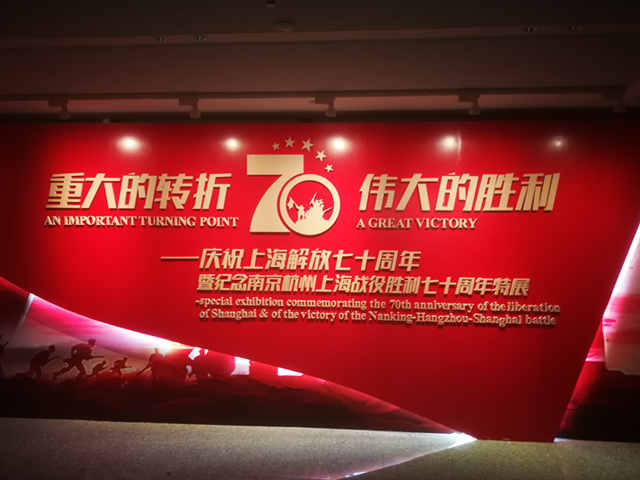 重大的转折 70 伟大的胜利
AN IMPORTANT TURNING POINT A GREAT VICTORY
——庆祝上海解放七十周年
暨纪念南京杭州上海战役胜利七十周年特展
-special exhibition commemorating the 70th anniversary of the liberation
of Shanghai & of the victory of the Nanking-Hangzhou-Shanghai battle